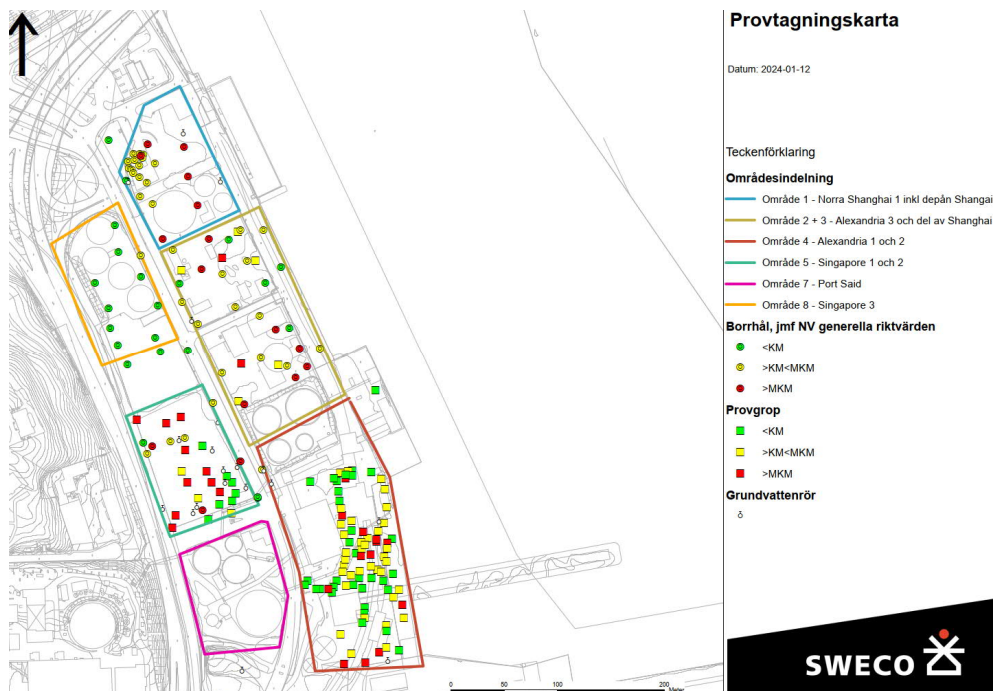 Provtagningskarta
Datum: 2024-01-12
Teckenförklaring
Områdesindelning
Område 1 - Norra Shanghai 1 inkl depån Shangai
Område 2 + 3 - Alexandria 3 och del av Shanghai
Område 4 - Alexandria 1 och 2
Område 5 - Singapore 1 och 2
Område 7 - Port Said
Område 8 - Singapore 3
Borrhål, jmf NV generella riktvärden
<KM
>KM<MKM
>MKM
Provgrop
<KM
>KM<MKM
>MKM
Grundvattenrör
0 50 100 200
Meter
SWECO